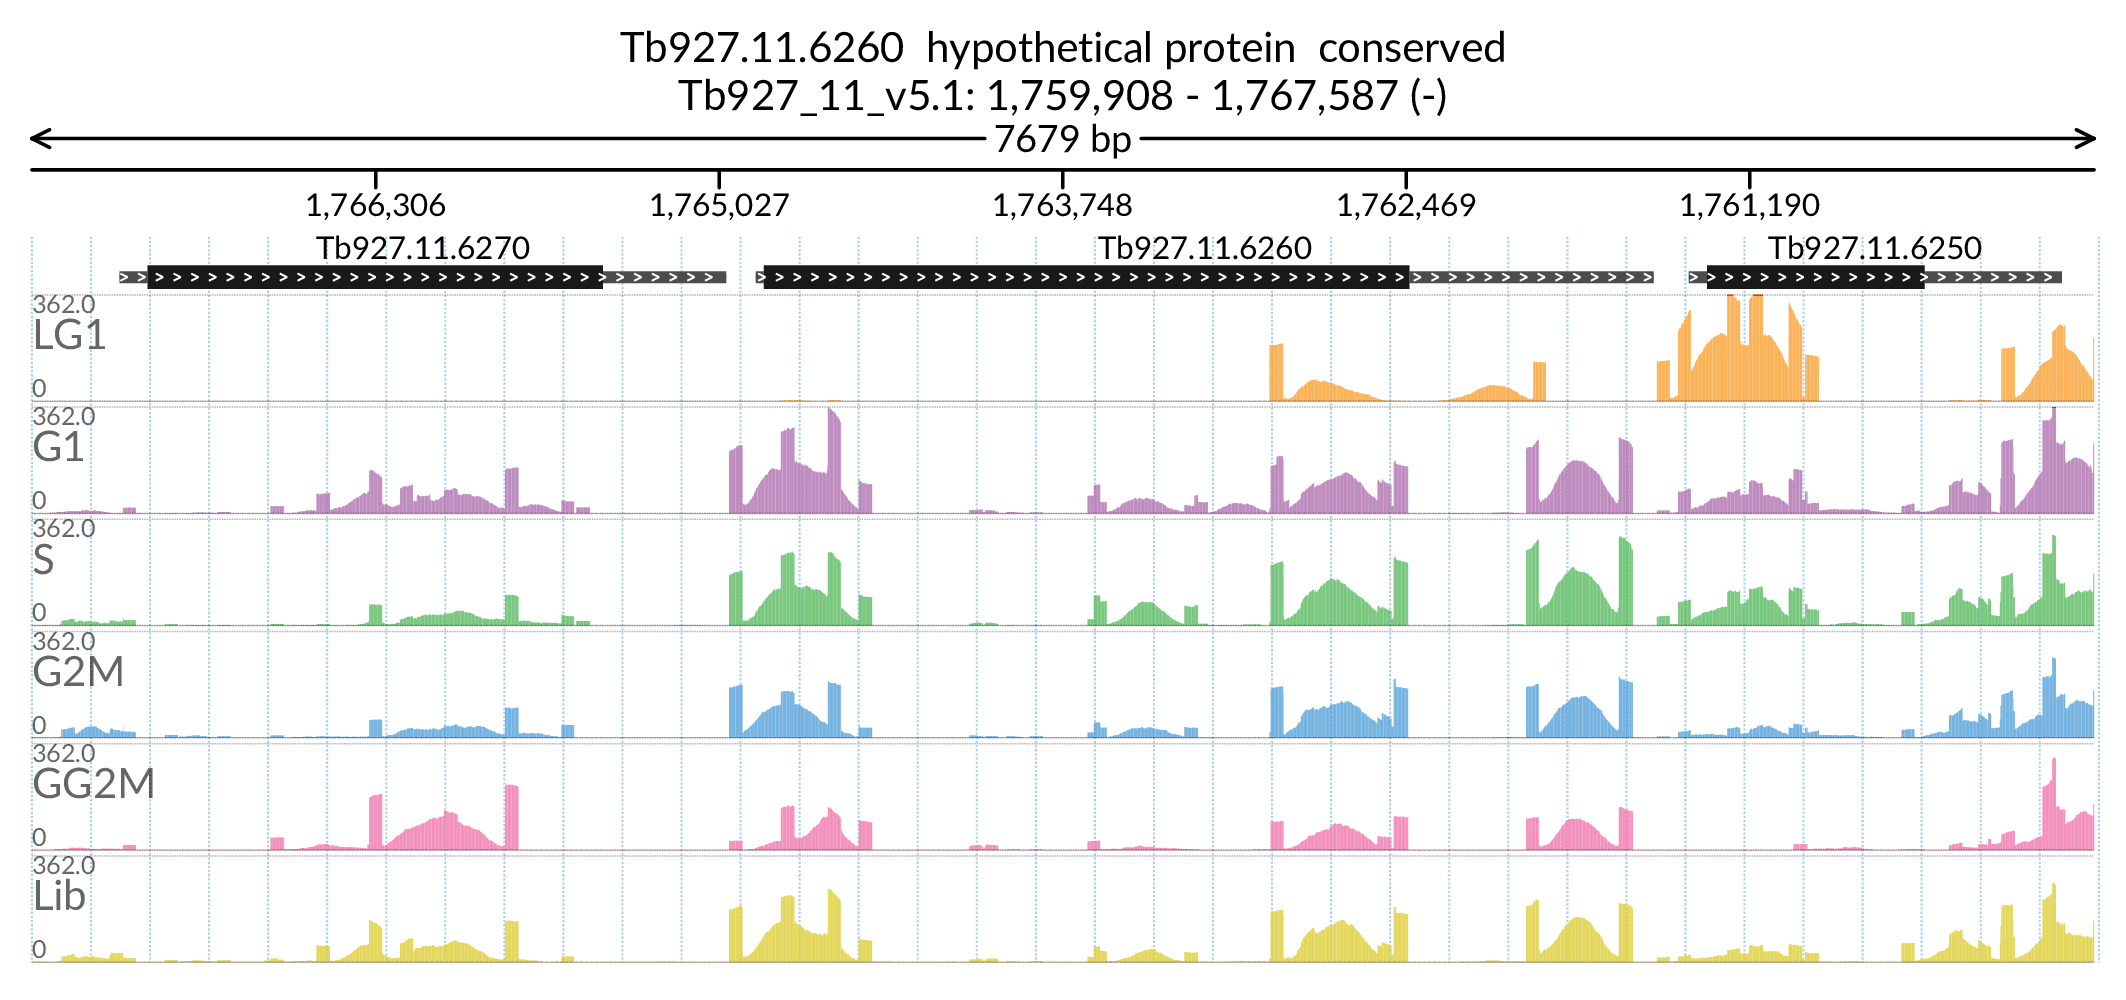 Tb927.11.6260 hypothetical protein conserved
Tb927_11_v5.1: 1,759,908 - 1,767,587 (-)
7679 bp
1,766,306 1,765,027 1,763,748 1,762,469 1,761,190
Tb927.11.6270 Tb927.11.6260 Tb927.11.6250
362.0
LG1
0
362.0
G1
0
362.0
S
0
362.0
G2M
0
362.0
GG2M
0
362.0
Lib
0